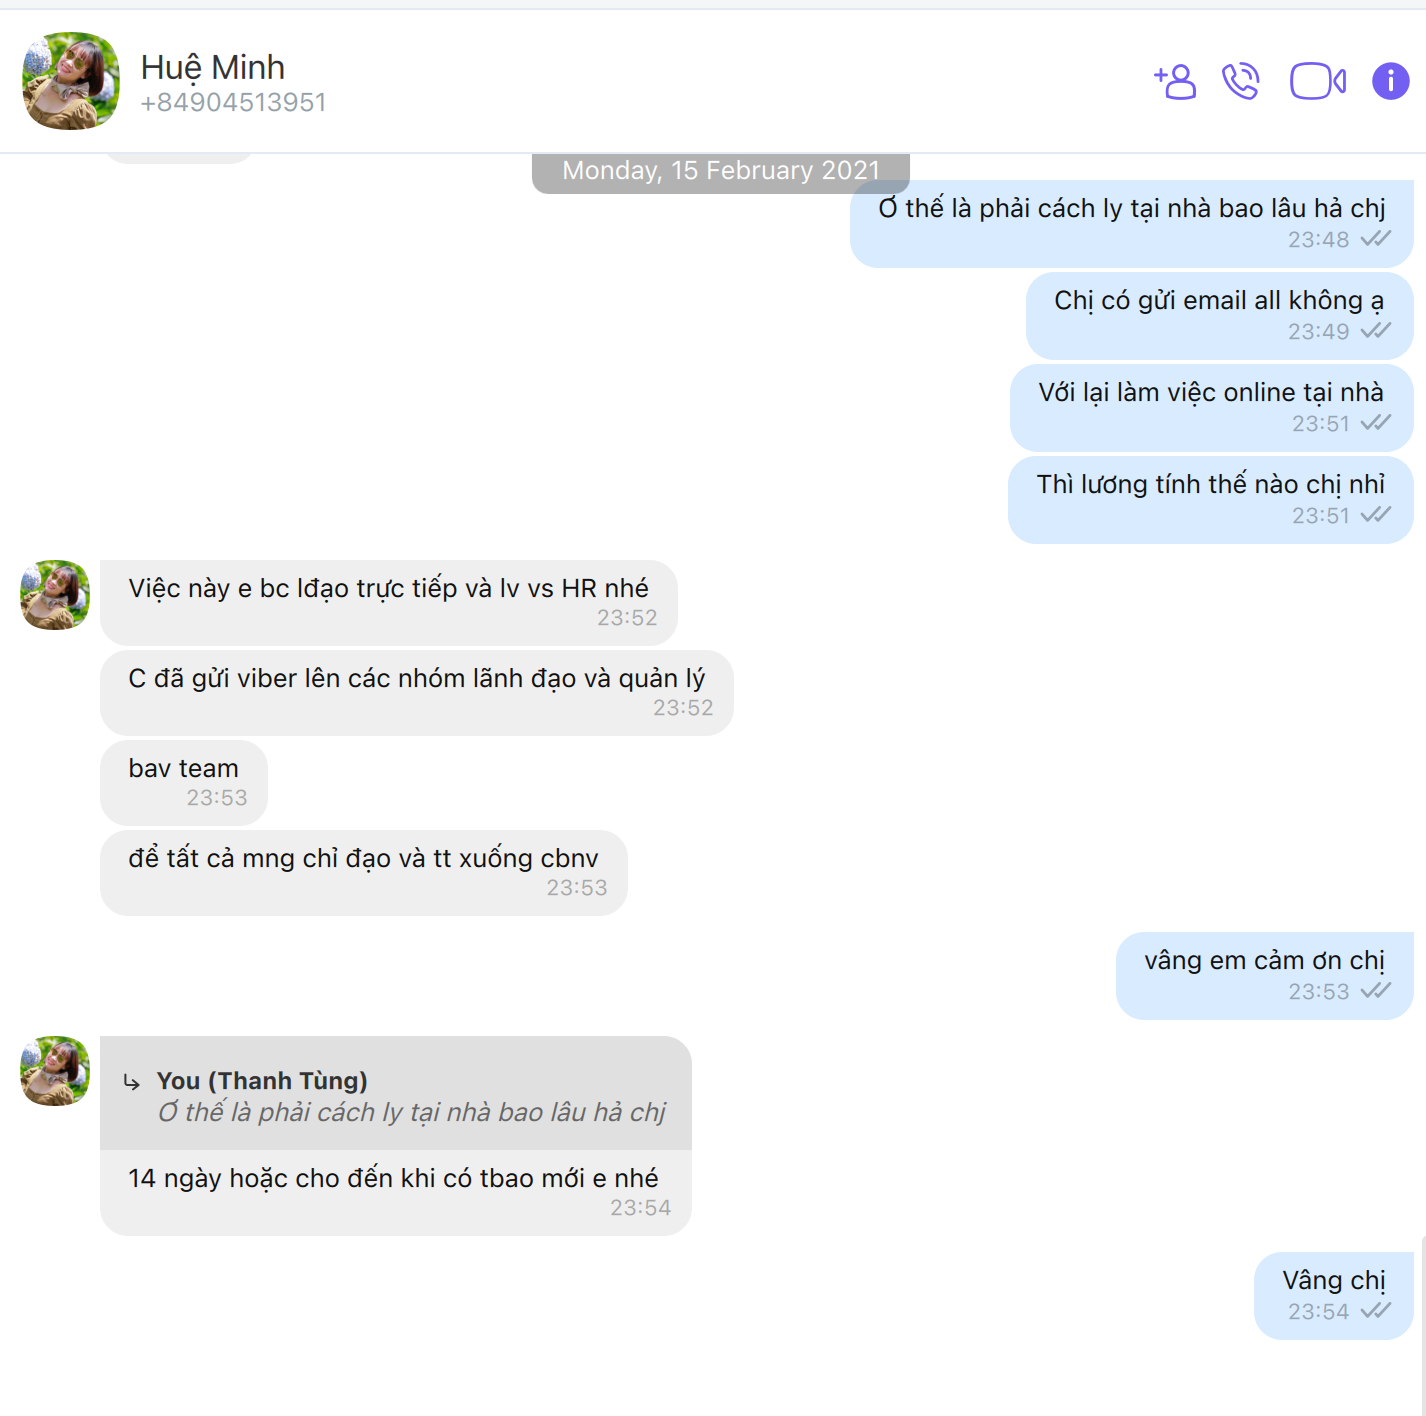 Huệ Minh
+84904513951
Monday, 15 February 2021
Ơ thế là phải cách ly tại nhà bao lâu hả chj
23:48
Chị có gửi email all không ạ
23:49
Với lại làm việc online tại nhà
23:51
Thì lương tính thế nào chị nhỉ
23:51
Việc này e bc lđạo trực tiếp và lv vs HR nhé
23:52
C đã gửi viber lên các nhóm lãnh đạo và quản lý
23:52
bav team
23:53
để tất cả mng chỉ đạo và tt xuống cbnv
23:53
vâng em cảm ơn chị
23:53
You (Thanh Tùng)
Ơ thế là phải cách ly tại nhà bao lâu hả chj
14 ngày hoặc cho đến khi có tbao mới e nhé
23:54
Vâng chị
23:54